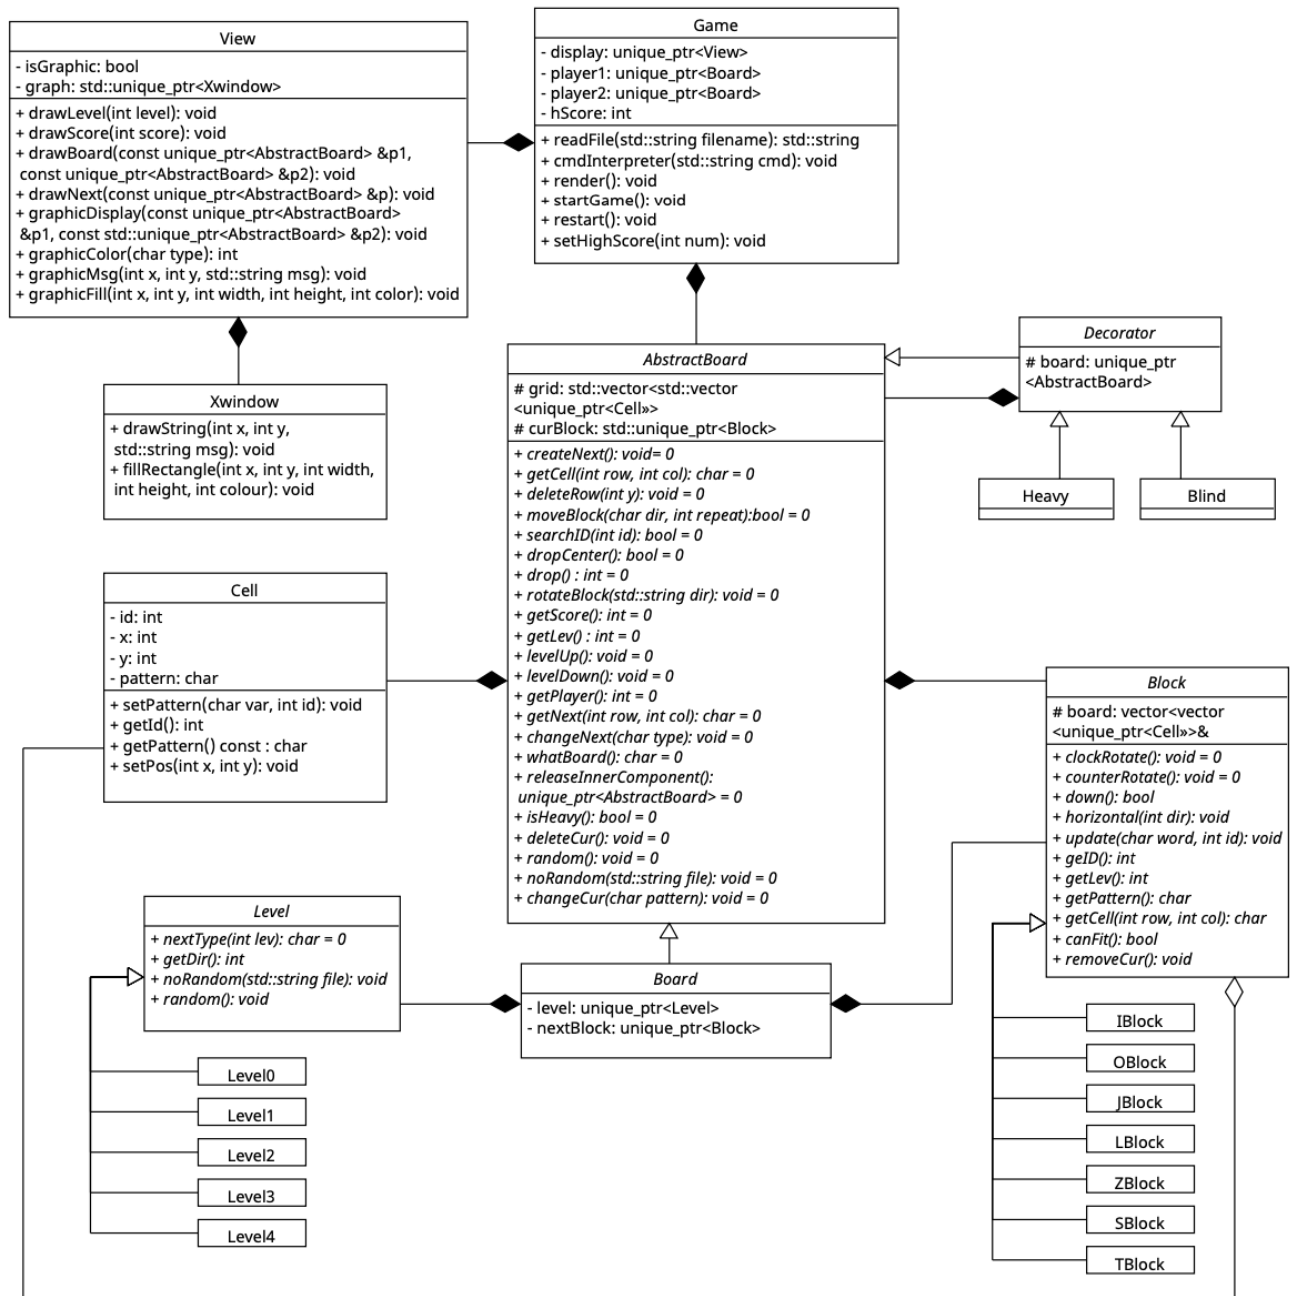 View
- isGraphic: bool
- graph: std::unique_ptr<Xwindow>
+ drawLevel(int level): void
+ drawScore(int score): void
+ drawBoard(const unique_ptr<AbstractBoard> &p1,
const unique_ptr<AbstractBoard> &p2): void
+ drawNext(const unique_ptr<AbstractBoard> &p): void
+ graphicDisplay(const unique_ptr<AbstractBoard>
&p1, const std::unique_ptr<AbstractBoard> &p2): void
+ graphicColor(char type): int
+ graphicMsg(int x, int y, std::string msg): void
+ graphicFill(int x, int y, int width, int height, int color): void
Game
- display: unique_ptr<View>
- player1: unique_ptr<Board>
- player2: unique_ptr<Board>
- hScore: int
+ readFile(std::string filename): std::string
+ cmdInterpreter(std::string cmd): void
+ render(): void
+ startGame(): void
+ restart(): void
+ setHighScore(int num): void
Xwindow
+ drawString(int x, int y,
std::string msg): void
+ fillRectangle(int x, int y, int width,
int height, int colour): void
AbstractBoard
# grid: std::vector<std::vector
<unique_ptr<Cell»>
# curBlock: std::unique_ptr<Block>
+ createNext(): void= 0
+ getCell(int row, int col): char = 0
+ deleteRow(int y): void = 0
+ moveBlock(char dir, int repeat):bool = 0
+ searchID(int id): bool = 0
+ dropCenter(): bool = 0
+ drop() : int = 0
+ rotateBlock(std::string dir): void = 0
+ getScore(): int = 0
+ getLev() : int = 0
+ levelUp(): void = 0
+ levelDown(): void = 0
+ getPlayer(): int = 0
+ getNext(int row, int col): char = 0
+ changeNext(char type): void = 0
+ whatBoard(): char = 0
+ releaseInnerComponent():
unique_ptr<AbstractBoard> = 0
+ isHeavy(): bool = 0
+ deleteCur(): void = 0
+ random(): void = 0
+ noRandom(std::string file): void = 0
+ changeCur(char pattern): void = 0
Decorator
# board: unique_ptr
<AbstractBoard>
Heavy
Blind
Cell
- id: int
- x: int
- y: int
- pattern: char
+ setPattern(char var, int id): void
+ getId(): int
+ getPattern() const : char
+ setPos(int x, int y): void
Block
# board: vector<vector
<unique_ptr<Cell»>&
+ clockRotate(): void = 0
+ counterRotate(): void = 0
+ down(): bool
+ horizontal(int dir): void
+ update(char word, int id): void
+ geID(): int
+ getLev(): int
+ getPattern(): char
+ getCell(int row, int col): char
+ canFit(): bool
+ removeCur(): void
Level
+ nextType(int lev): char = 0
+ getDir(): int
+ noRandom(std::string file): void
+ random(): void
Board
- level: unique_ptr<Level>
- nextBlock: unique_ptr<Block>
Level0
Level1
Level2
Level3
Level4
IBlock
OBlock
JBlock
LBlock
ZBlock
SBlock
TBlock